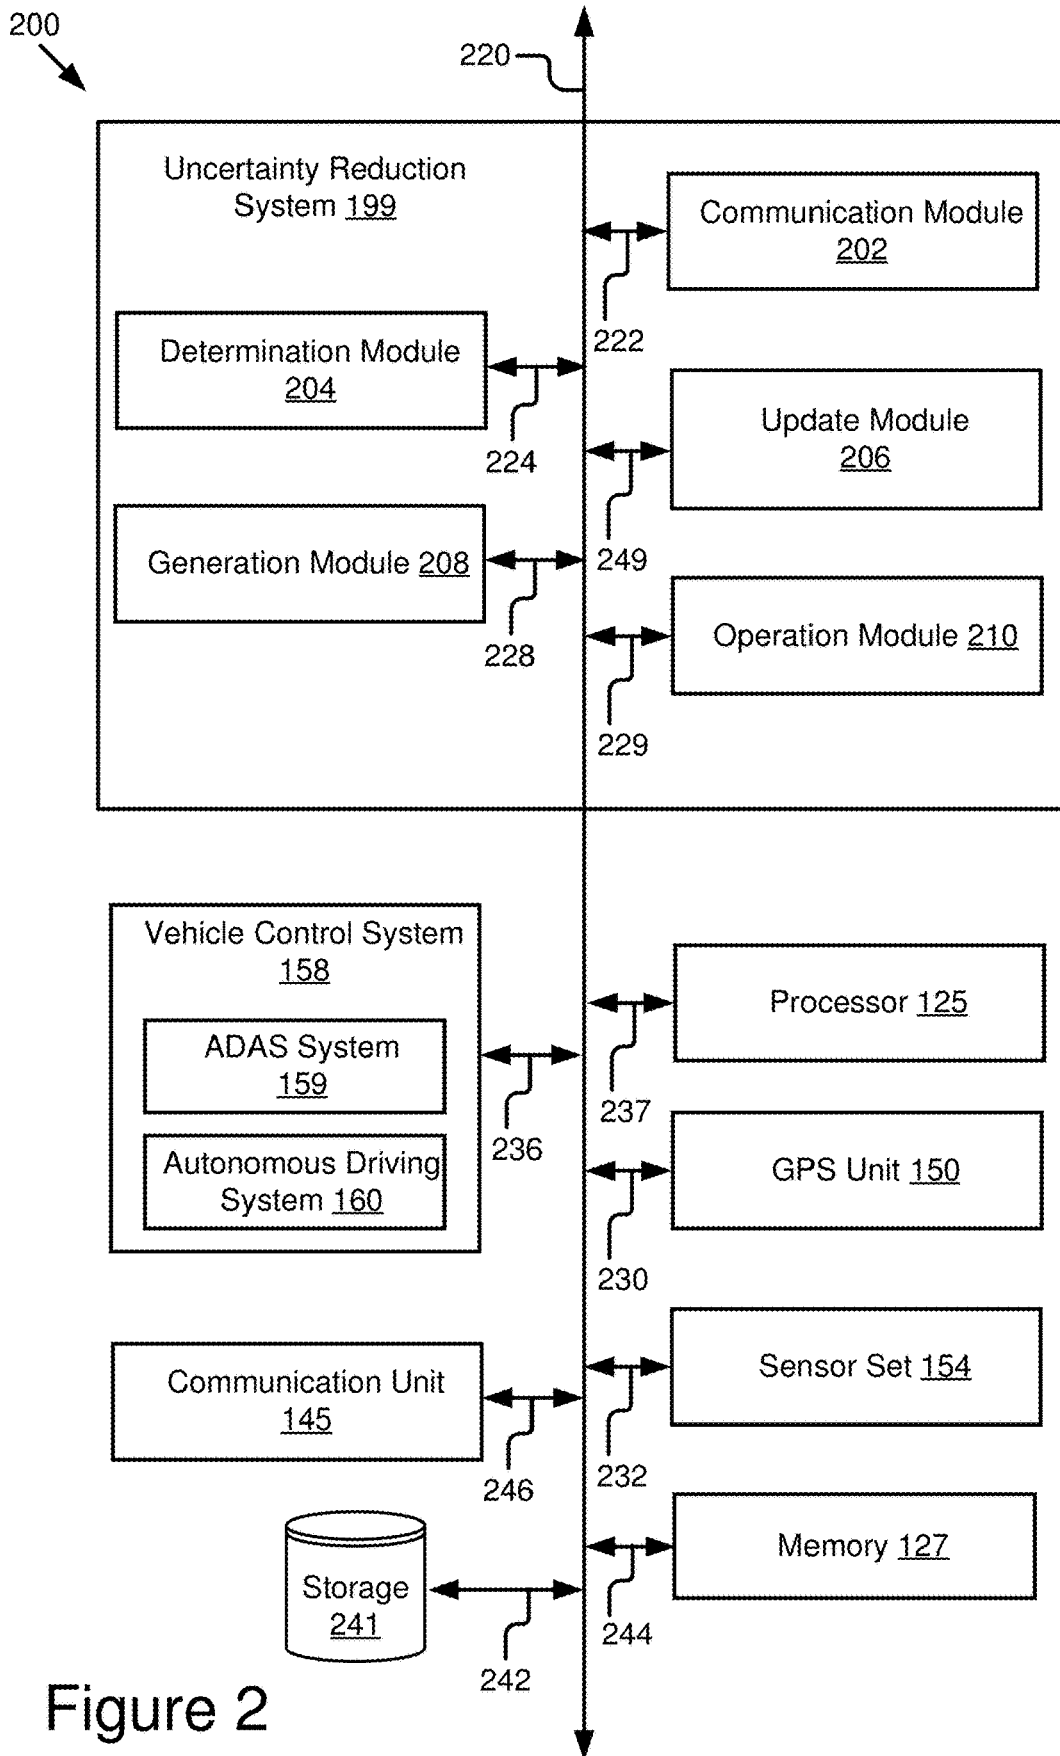 200
220
Uncertainty Reduction
System 199
Communication Module
202
222
Determination Module
204
224
Update Module
206
249
Generation Module 208
228
Operation Module 210
229
Vehicle Control System
158
ADAS System
159
Autonomous Driving
System 160
236
Processor 125
237
GPS Unit 150
230
Communication Unit
145
246
Sensor Set 154
232
Storage
241
242
Memory 127
244
Figure 2